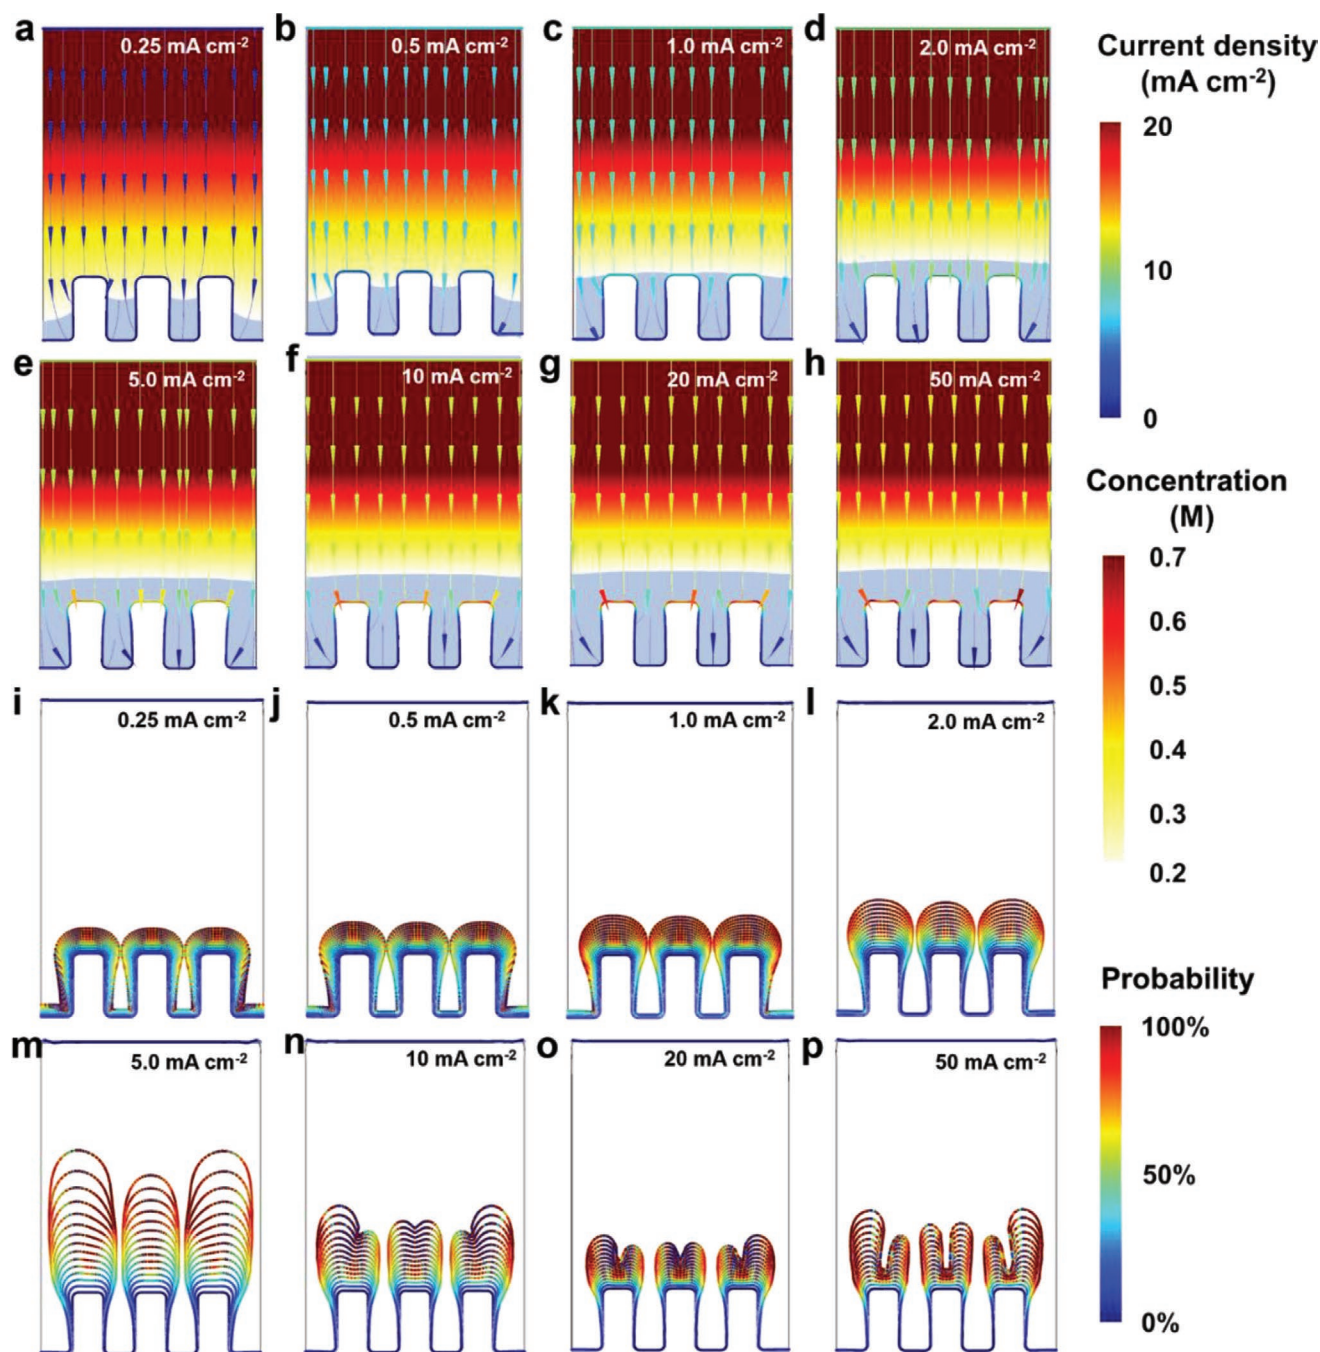 a
0.25 mA cm⁻²
b
0.5 mA cm⁻²
c
1.0 mA cm⁻²
d
2.0 mA cm⁻²
Current density
(mA cm⁻²)
20
10
0
e
5.0 mA cm⁻²
f
10 mA cm⁻²
g
20 mA cm⁻²
h
50 mA cm⁻²
Concentration
(M)
0.7
0.6
0.5
0.4
0.3
0.2
i
0.25 mA cm⁻²
j
0.5 mA cm⁻²
k
1.0 mA cm⁻²
l
2.0 mA cm⁻²
m
5.0 mA cm⁻²
n
10 mA cm⁻²
o
20 mA cm⁻²
p
50 mA cm⁻²
Probability
100%
50%
0%